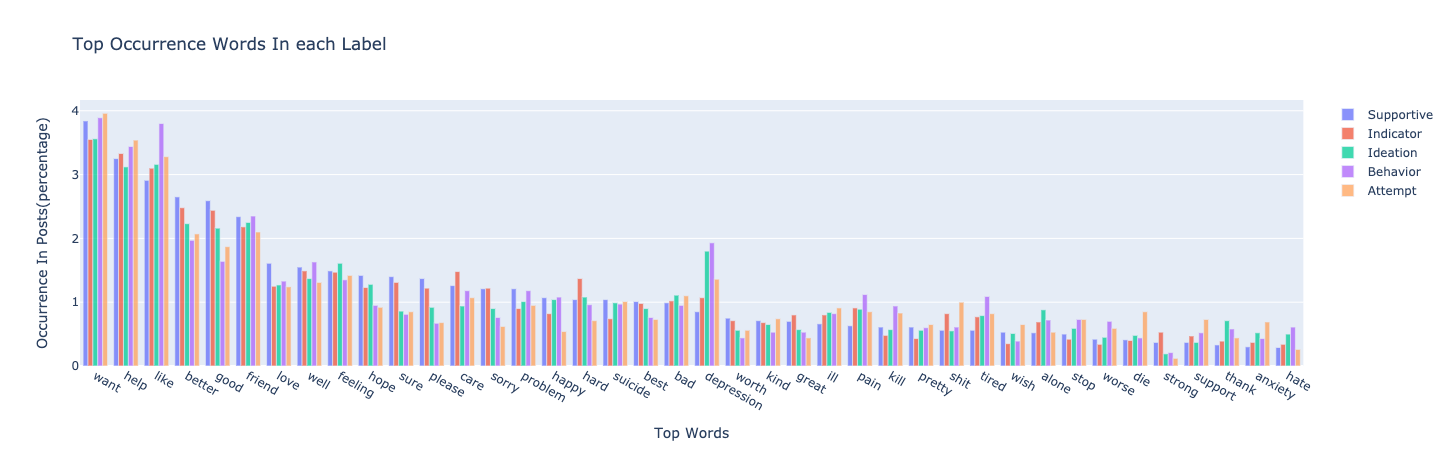 Top Occurrence Words In each Label
Occurrence In Posts(percentage)
4
3
2
1
0
want
help
like
better
good
friend
love
well
feeling
hope
sure
please
care
sorry
problem
happy
hard
suicide
best
bad
depression
worth
kind
great
ill
pain
kill
pretty
shit
tired
wish
alone
stop
worse
die
strong
support
thank
anxiety
hate
Top Words
Supportive
Indicator
Ideation
Behavior
Attempt